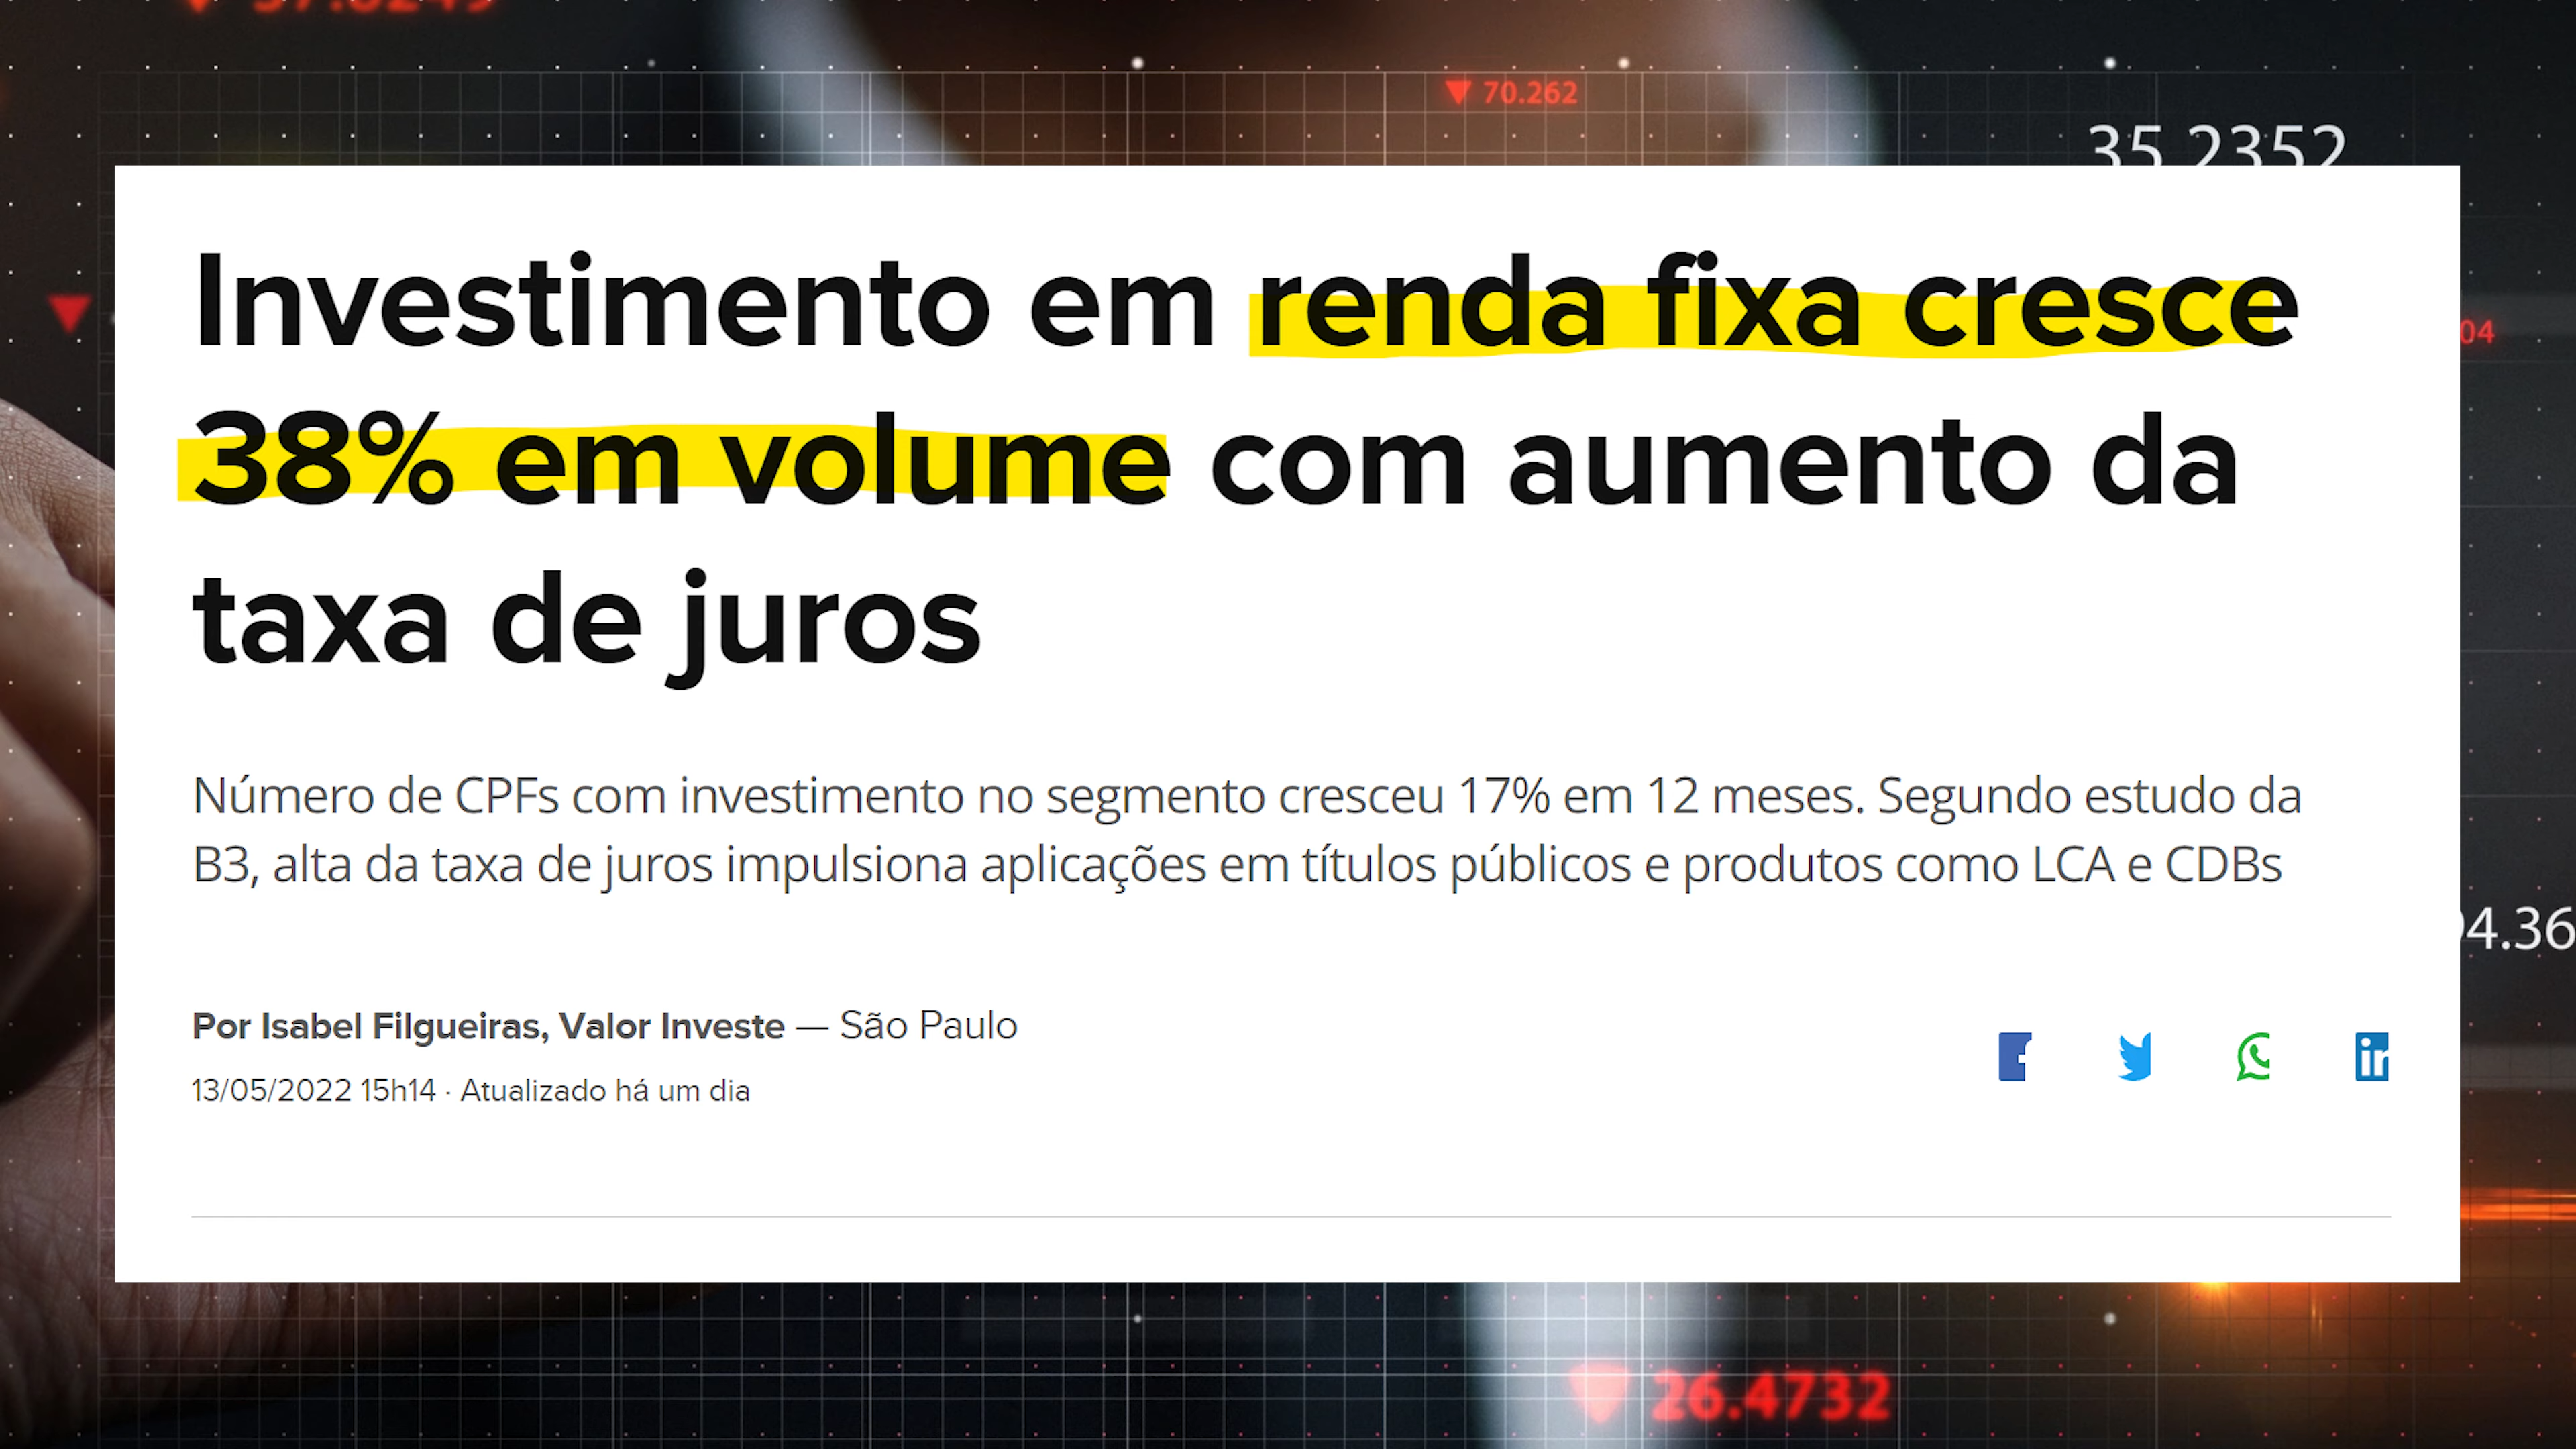 70.262
35.2352
Investimento em renda fixa cresce
38% em volume com aumento da
taxa de juros
04
Número de CPFs com investimento no segmento cresceu 17% em 12 meses. Segundo estudo da
B3, alta da taxa de juros impulsiona aplicações em títulos públicos e produtos como LCA e CDBs
4.36
Por Isabel Filgueiras, Valor Investe — São Paulo
13/05/2022 15h14 · Atualizado há um dia
26.4732